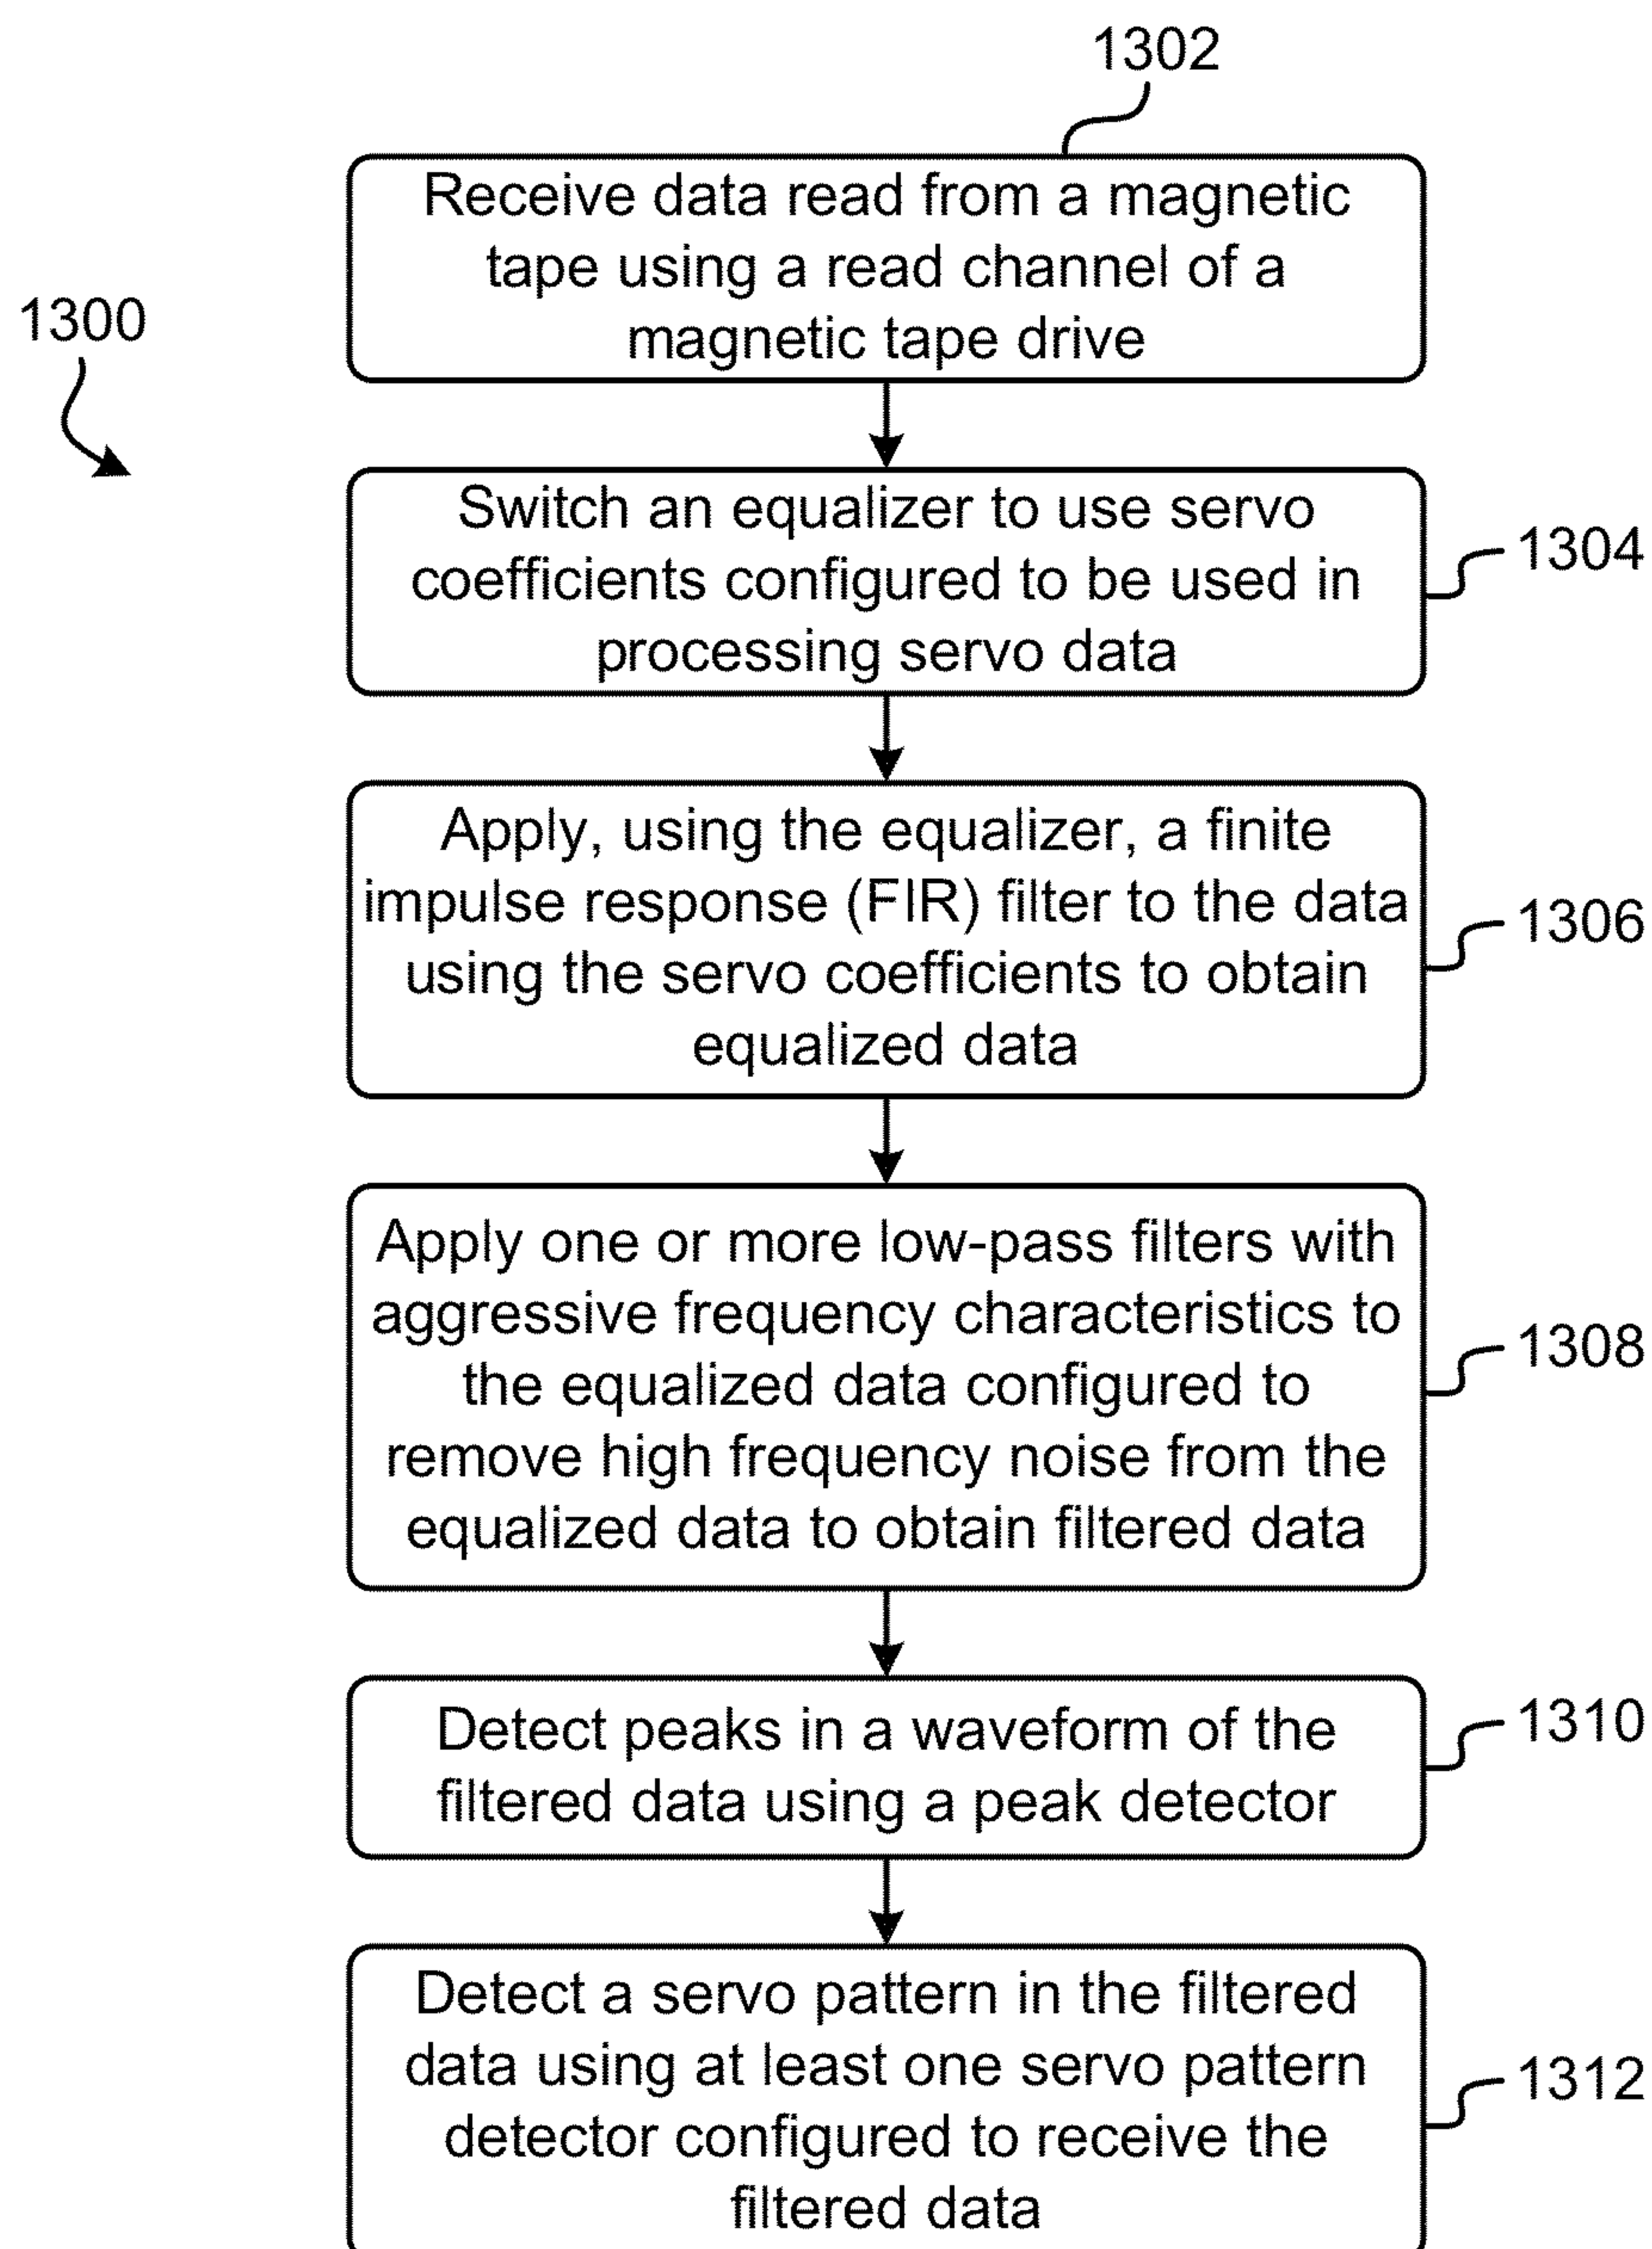 1302
Receive data read from a magnetic
tape using a read channel of a
magnetic tape drive
1300
Switch an equalizer to use servo
coefficients configured to be used in
processing servo data
1304
Apply, using the equalizer, a finite
impulse response (FIR) filter to the data
using the servo coefficients to obtain
equalized data
1306
Apply one or more low-pass filters with
aggressive frequency characteristics to
the equalized data configured to
remove high frequency noise from the
equalized data to obtain filtered data
1308
Detect peaks in a waveform of the
filtered data using a peak detector
1310
Detect a servo pattern in the filtered
data using at least one servo pattern
detector configured to receive the
filtered data
1312